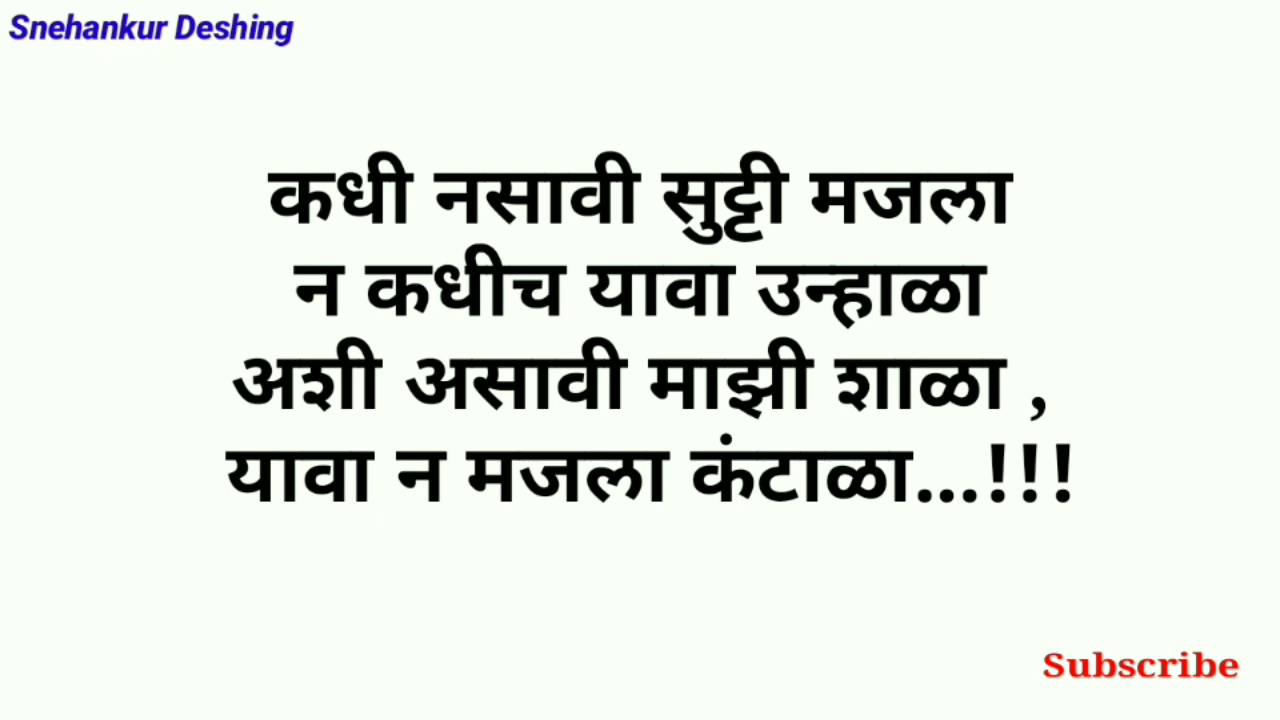 Snehankur Deshing
कधी नसावी सुट्टी मजला
न कधीच यावा उन्हाळा
अशी असावी माझी शाळा ,
यावा न मजला कंटाळा...!!!
Subscribe